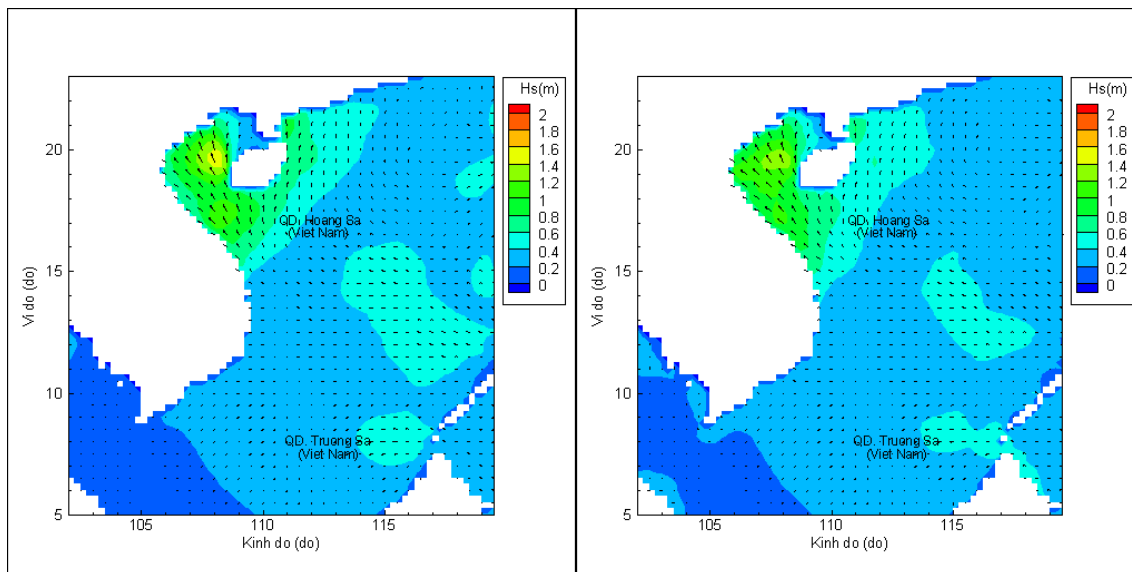 Hs(m)
2
1.8
1.6
1.4
1.2
1
0.8
0.6
0.4
0.2
0
20
15
10
5
Vi do (do)
105
110
115
Kinh do (do)
QD. Hoang Sa
(Viet Nam)
QD. Truong Sa
(Viet Nam)
Hs(m)
2
1.8
1.6
1.4
1.2
1
0.8
0.6
0.4
0.2
0
20
15
10
5
Vi do (do)
105
110
115
Kinh do (do)
QD. Hoang Sa
(Viet Nam)
QD. Truong Sa
(Viet Nam)